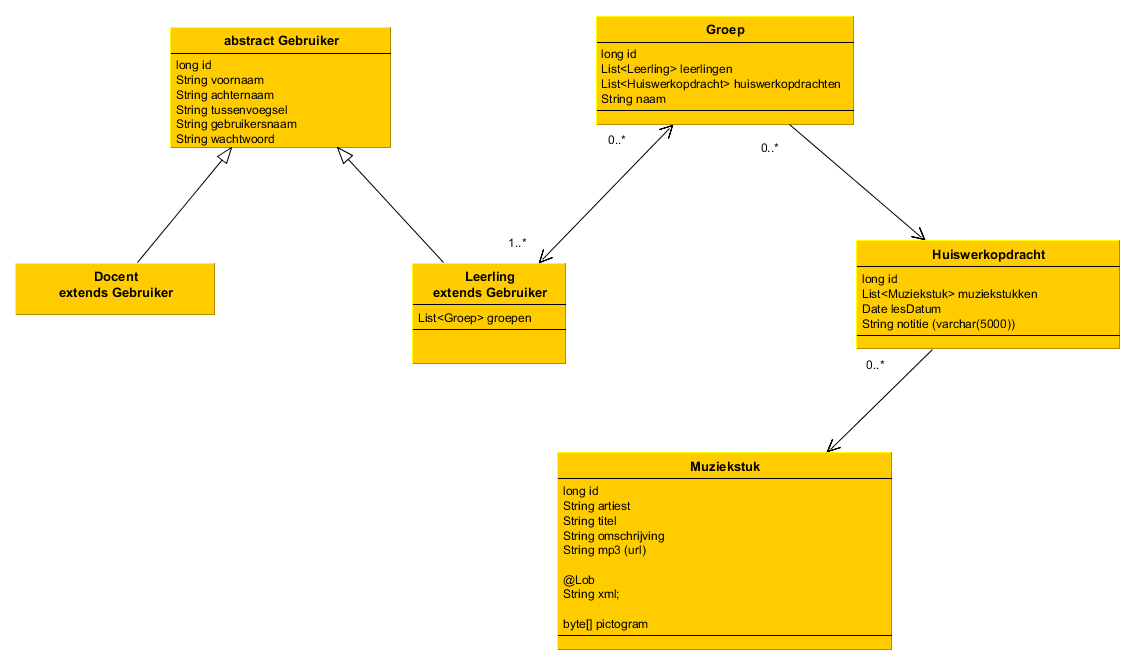 abstract Gebruiker
long id
String voornaam
String achternaam
String tussenvoegsel
String gebruikersnaam
String wachtwoord
Groep
long id
List<Leerling> leerlingen
List<Huiswerkopdracht> huiswerkopdrachten
String naam
0..*
0..*
1..*
Docent
extends Gebruiker
Leerling
extends Gebruiker
List<Groep> groepen
Huiswerkopdracht
long id
List<Muziekstuk> muziekstukken
Date lesDatum
String notitie (varchar(5000))
0..*
Muziekstuk
long id
String artiest
String titel
String omschrijving
String mp3 (url)
@Lob
String xml;
byte[] pictogram